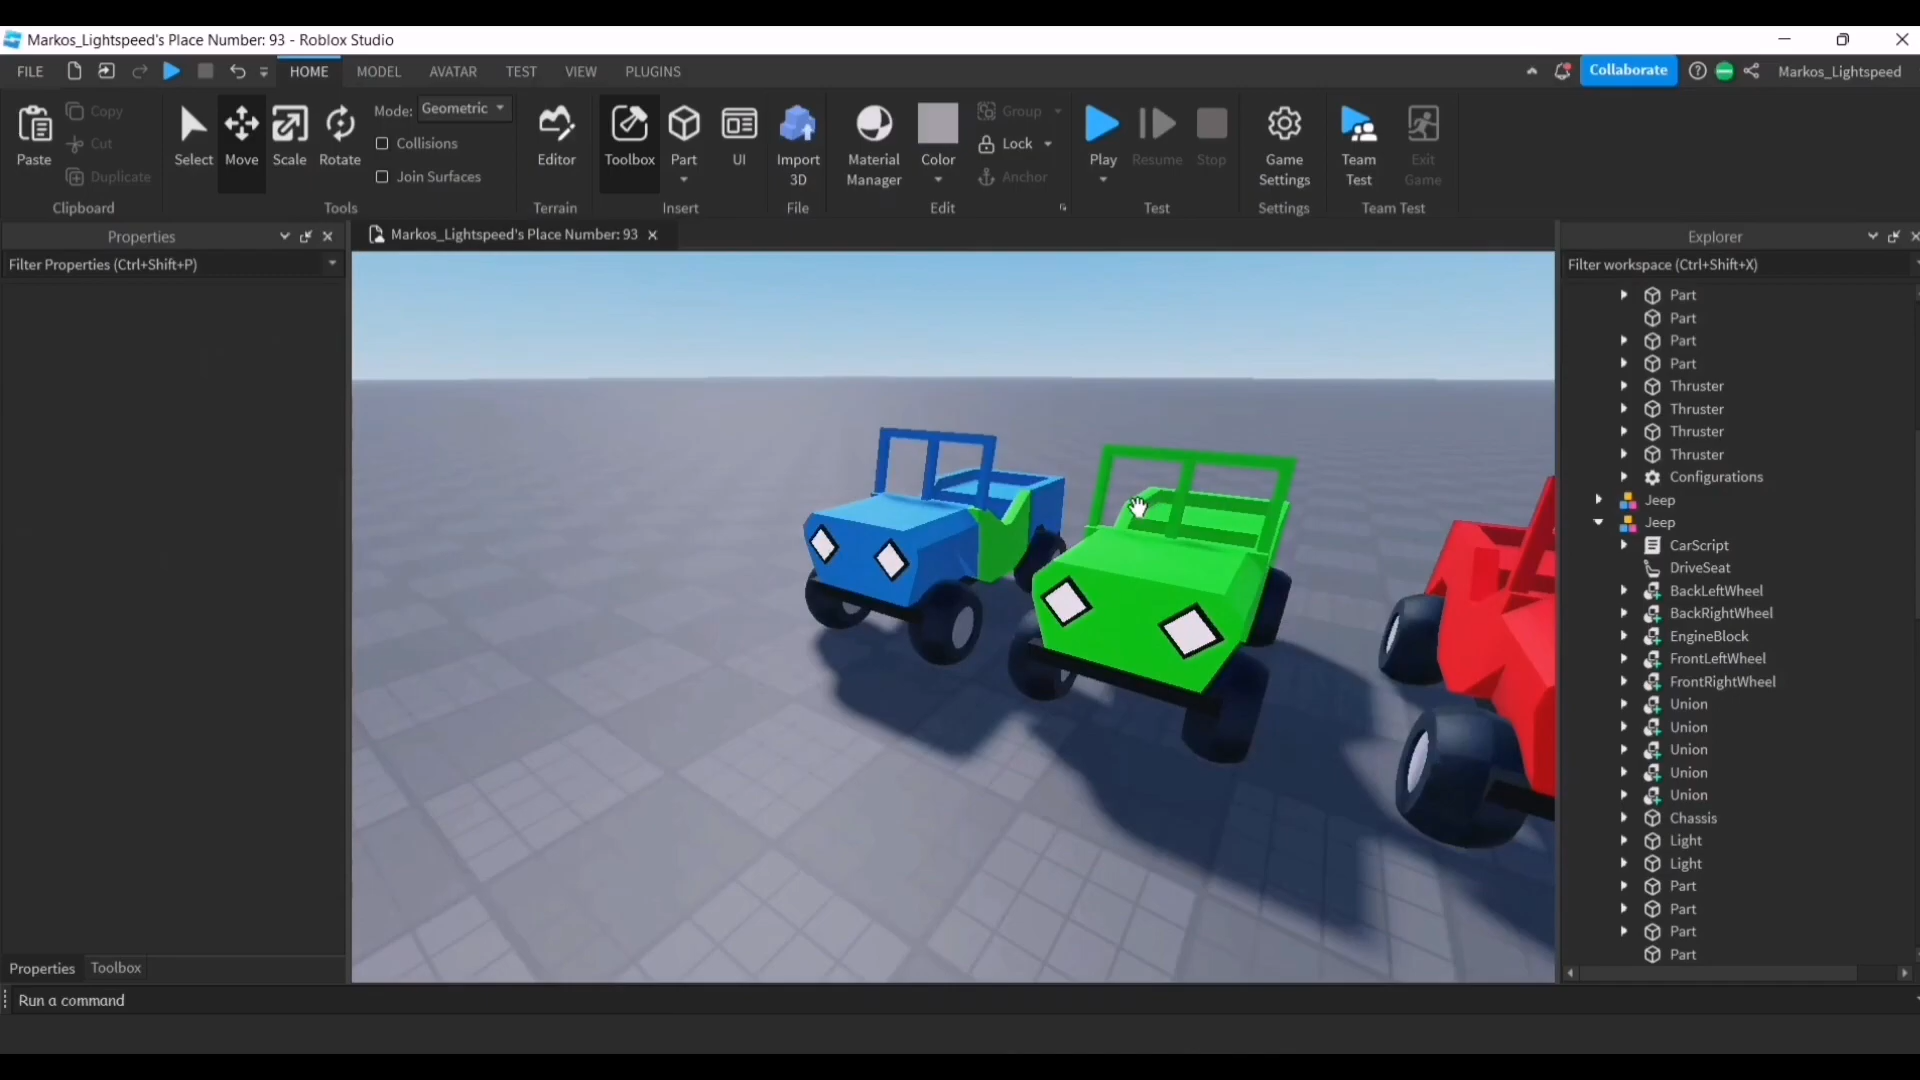 Markos_Lightspeed's Place Number: 93 - Roblox Studio
FILE HOME MODEL AVATAR TEST VIEW PLUGINS Collaborate Markos_Lightspeed
Paste
Copy
Cut
Duplicate
Clipboard
Select
Move
Scale
Rotate
Mode: Geometric
Collisions
Join Surfaces
Tools
Editor
Terrain
Toolbox
Part
UI
Insert
Import
3D
File
Material
Manager
Color
Group
Lock
Anchor
Edit
Play
Resume
Stop
Test
Game
Settings
Settings
Team
Test
Exit
Game
Team Test
Properties
Filter Properties (Ctrl+Shift+P)
Markos_Lightspeed's Place Number: 93
Explorer
Filter workspace (Ctrl+Shift+X)
Part
Part
Part
Part
Thruster
Thruster
Thruster
Thruster
Configurations
Jeep
Jeep
CarScript
DriveSeat
BackLeftWheel
BackRightWheel
EngineBlock
FrontLeftWheel
FrontRightWheel
Union
Union
Union
Union
Union
Chassis
Light
Light
Part
Part
Part
Part
Properties Toolbox
Run a command